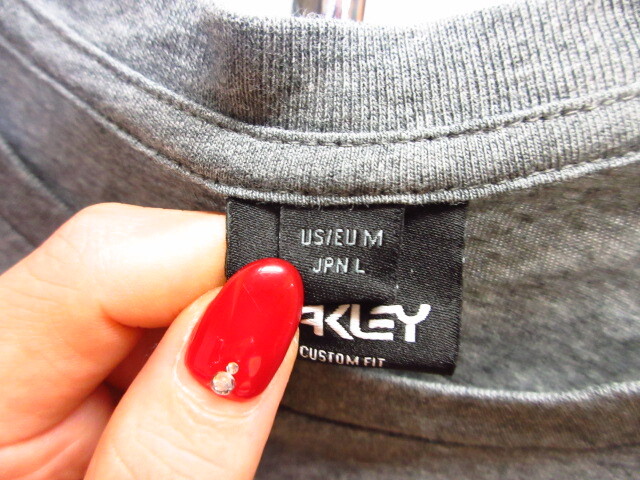 US/EU M
JPN L
AKLEY
CUSTOM FIT